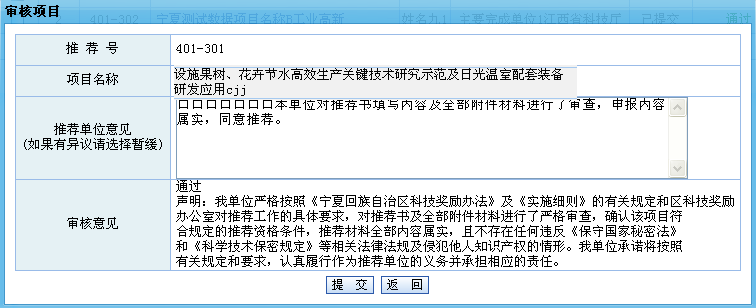 审核项目
401-302 宁夏测试数据项目名称B工业高新 姓名九1 主要完成单位1江西省科技厅 已提交 通过
推 荐 号 401-301
项目名称 设施果树、花卉节水高效生产关键技术研究示范及日光温室配套装备
研发应用cjj
推荐单位意见
(如果有异议请选择暂缓)
口口口口口口口本单位对推荐书填写内容及全部附件材料进行了审查，申报内容
属实，同意推荐。
审核意见
通过
声明：我单位严格按照《宁夏回族自治区科技奖励办法》及《实施细则》的有关规定和区科技奖励
办公室对推荐工作的具体要求，对推荐书及全部附件材料进行了严格审查，确认该项目符
合规定的推荐资格条件，推荐材料全部内容属实，且不存在任何违反《保守国家秘密法》
和《科学技术保密规定》等相关法律法规及侵犯他人知识产权的情形。我单位承诺将按照
有关规定和要求，认真履行作为推荐单位的义务并承担相应的责任。
提 交 返 回